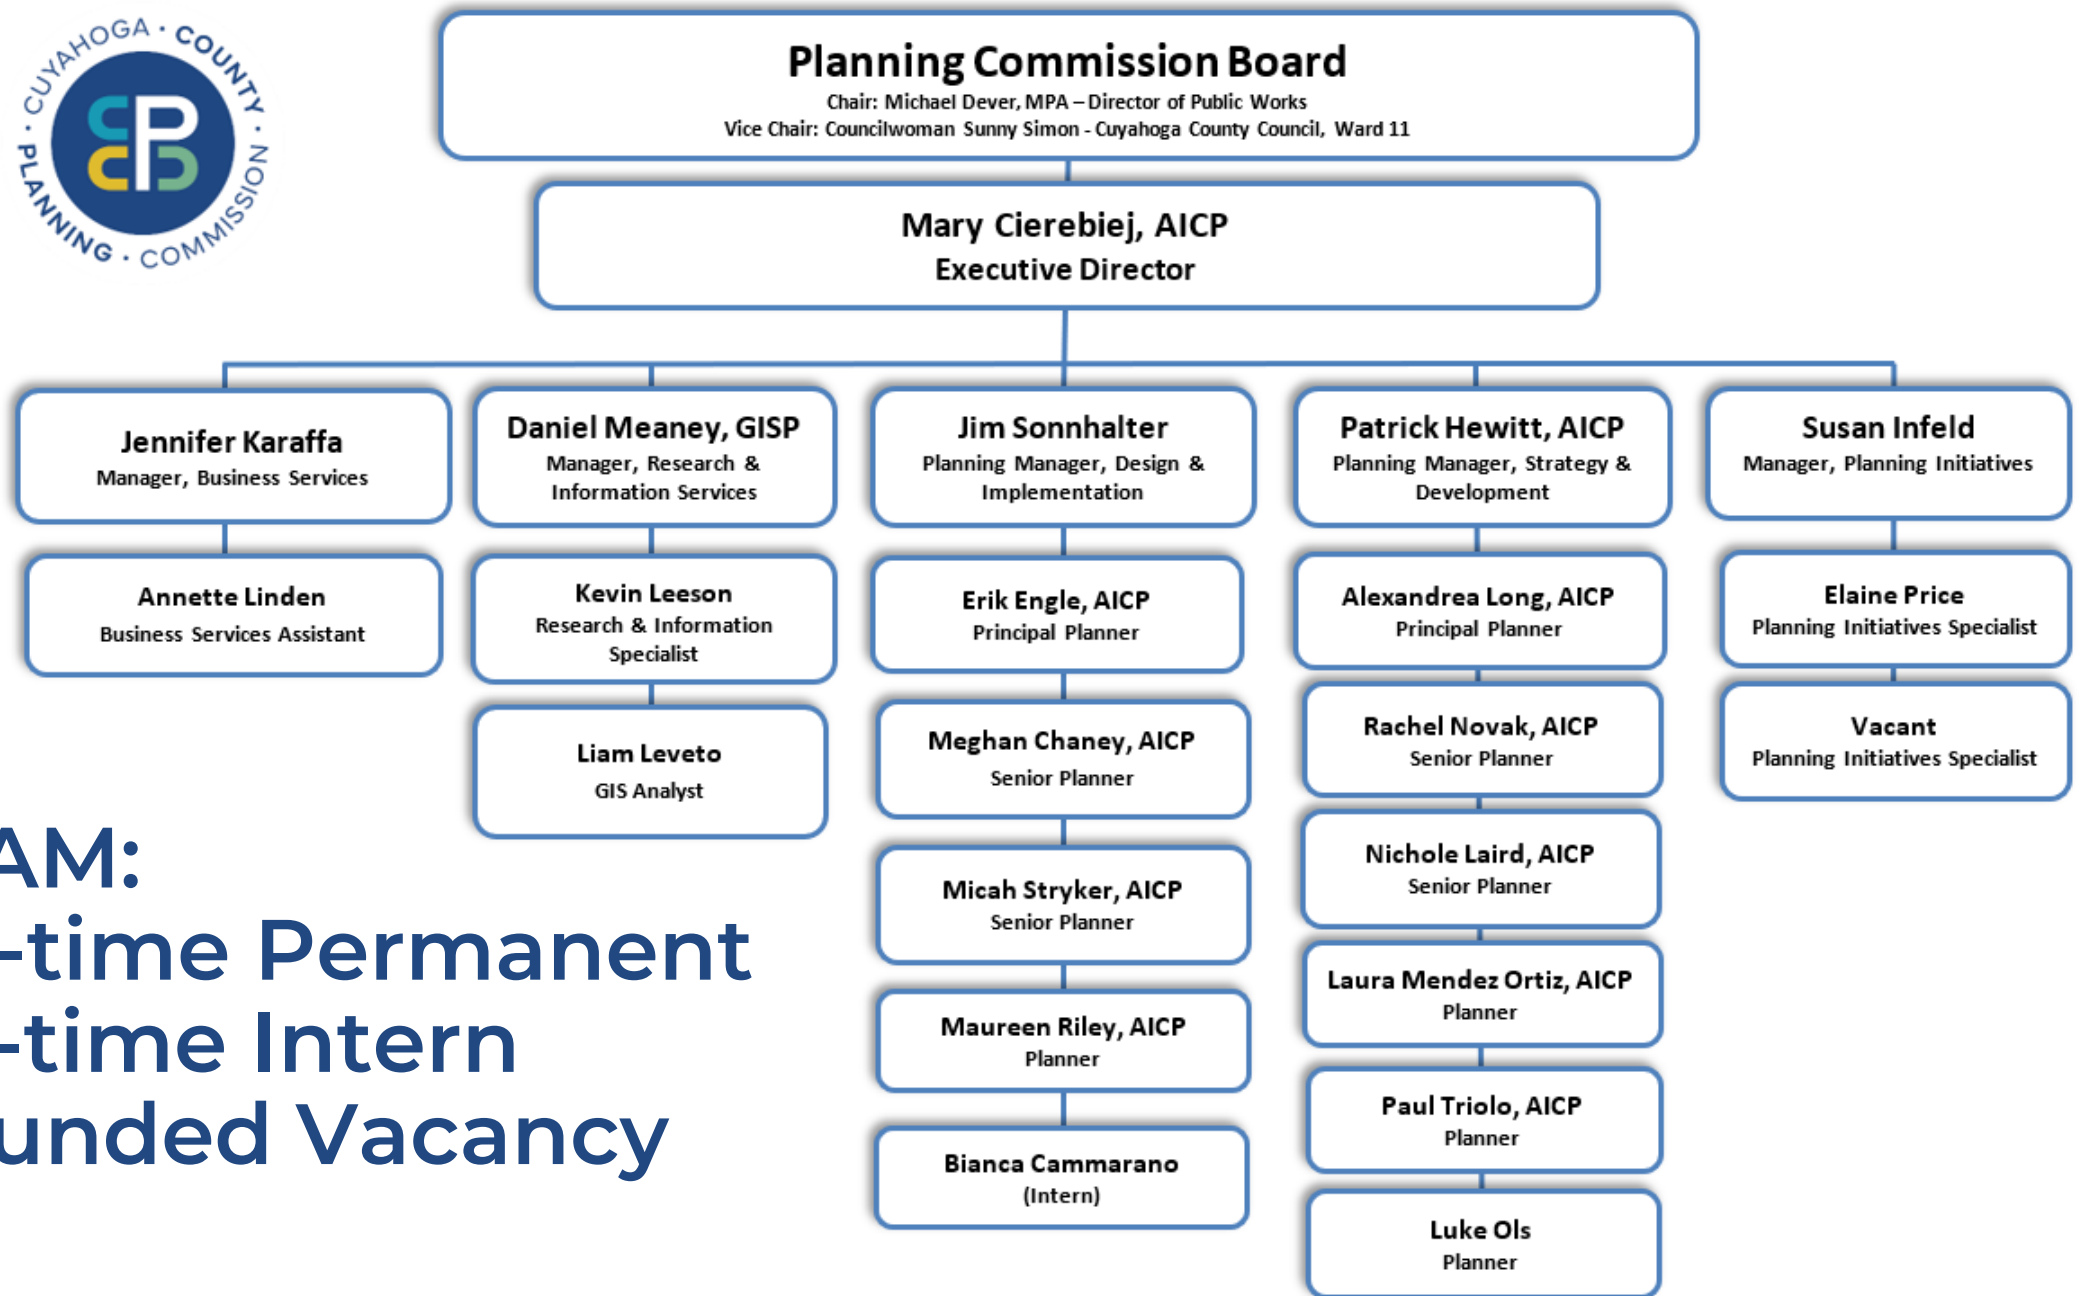 CUYAHOGA · COUNTY · PLANNING · COMMISSION ·
CPCC
Planning Commission Board
Chair: Michael Dever, MPA – Director of Public Works
Vice Chair: Councilwoman Sunny Simon - Cuyahoga County Council, Ward 11
Mary Cierebiej, AICP
Executive Director
Jennifer Karaffa
Manager, Business Services
Annette Linden
Business Services Assistant
Daniel Meaney, GISP
Manager, Research &
Information Services
Kevin Leeson
Research & Information
Specialist
Liam Leveto
GIS Analyst
Jim Sonnhalter
Planning Manager, Design &
Implementation
Erik Engle, AICP
Principal Planner
Meghan Chaney, AICP
Senior Planner
Micah Stryker, AICP
Senior Planner
Maureen Riley, AICP
Planner
Bianca Cammarano
(Intern)
Patrick Hewitt, AICP
Planning Manager, Strategy &
Development
Alexandrea Long, AICP
Principal Planner
Rachel Novak, AICP
Senior Planner
Nichole Laird, AICP
Senior Planner
Laura Mendez Ortiz, AICP
Planner
Paul Triolo, AICP
Planner
Luke Ols
Planner
Susan Infeld
Manager, Planning Initiatives
Elaine Price
Planning Initiatives Specialist
Vacant
Planning Initiatives Specialist
AM:
-time Permanent
-time Intern
unded Vacancy